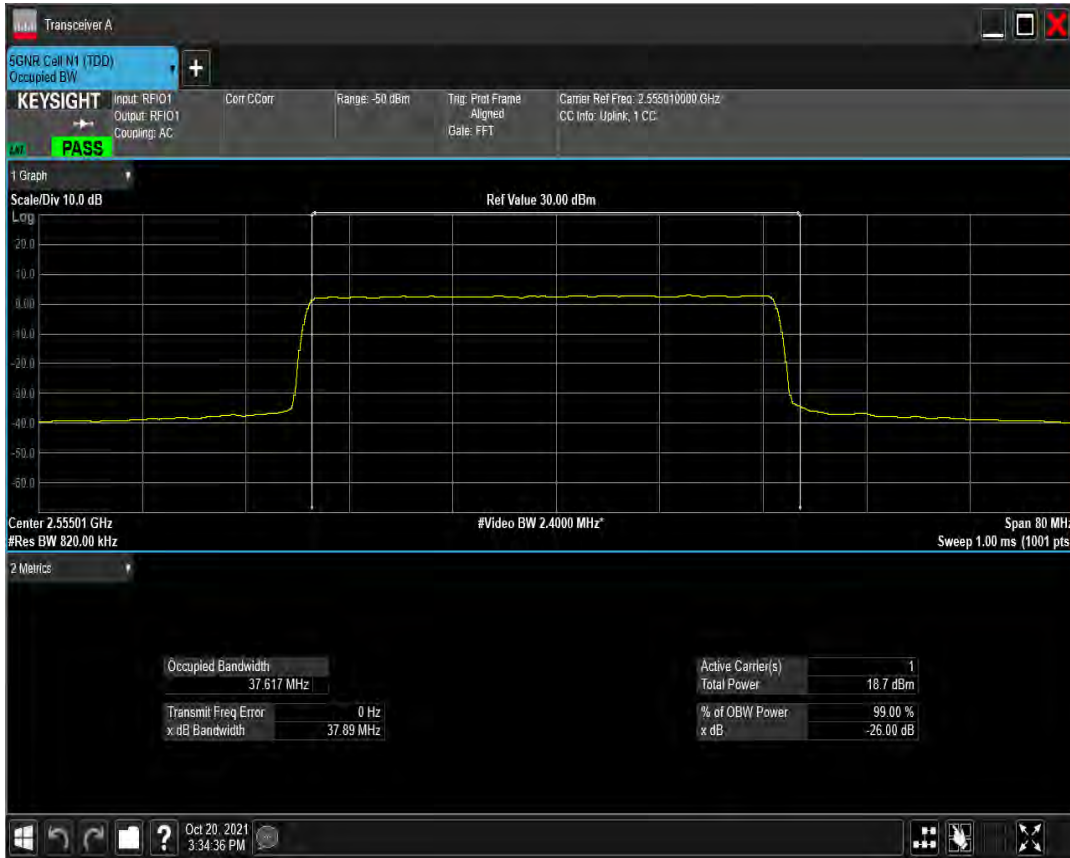 Transceiver A
5GNR Cell N1 (TDD)
Occupied BW
+
KEYSIGHT
Input: RFIO1
Output: RFIO1
Coupling: AC
Corr CCorr
Range: -50 dBm
Trig: Prot Frame
Aligned
Gate: FFT
Carrier Ref Freq: 2.555010000 GHz
CC Info: Uplink, 1 CC
PASS
1 Graph
Scale/Div 10.0 dB
Ref Value 30.00 dBm
Log
20.0
10.0
0.00
-10.0
-20.0
-30.0
-40.0
-50.0
-60.0
Center 2.55501 GHz
#Video BW 2.4000 MHz*
Span 80 MHz
#Res BW 820.00 kHz
Sweep 1.00 ms (1001 pts
2 Metrics
Occupied Bandwidth
37.617 MHz
Transmit Freq Error 0 Hz
x dB Bandwidth 37.89 MHz
Active Carrier(s) 1
Total Power 18.7 dBm
% of OBW Power 99.00 %
x dB -26.00 dB
?
Oct 20, 2021
3:34:36 PM